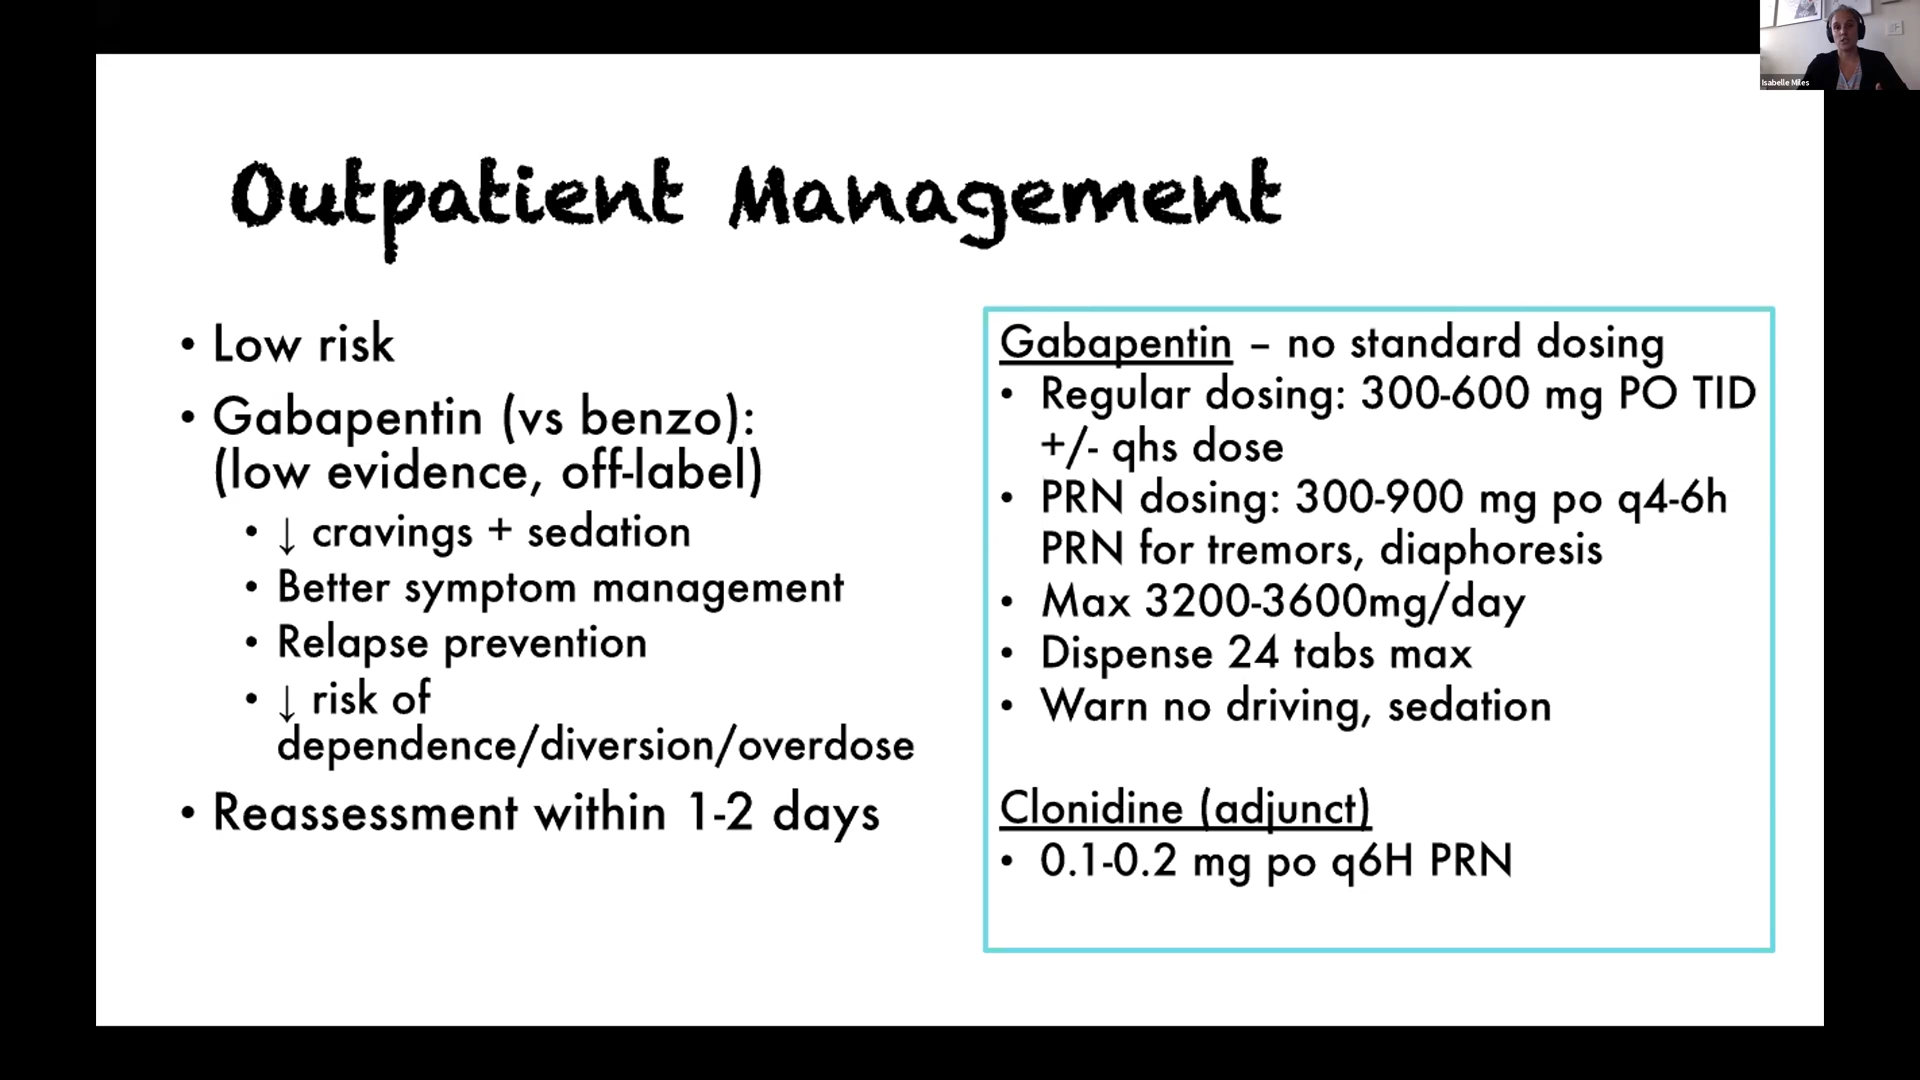 Isabelle Miles
Outpatient Management
• Low risk
• Gabapentin (vs benzo):
(low evidence, off-label)
• ↓ cravings + sedation
• Better symptom management
• Relapse prevention
• ↓ risk of
dependence/diversion/overdose
• Reassessment within 1-2 days
Gabapentin – no standard dosing
• Regular dosing: 300-600 mg PO TID
+/- qhs dose
• PRN dosing: 300-900 mg po q4-6h
PRN for tremors, diaphoresis
• Max 3200-3600mg/day
• Dispense 24 tabs max
• Warn no driving, sedation
Clonidine (adjunct)
• 0.1-0.2 mg po q6H PRN